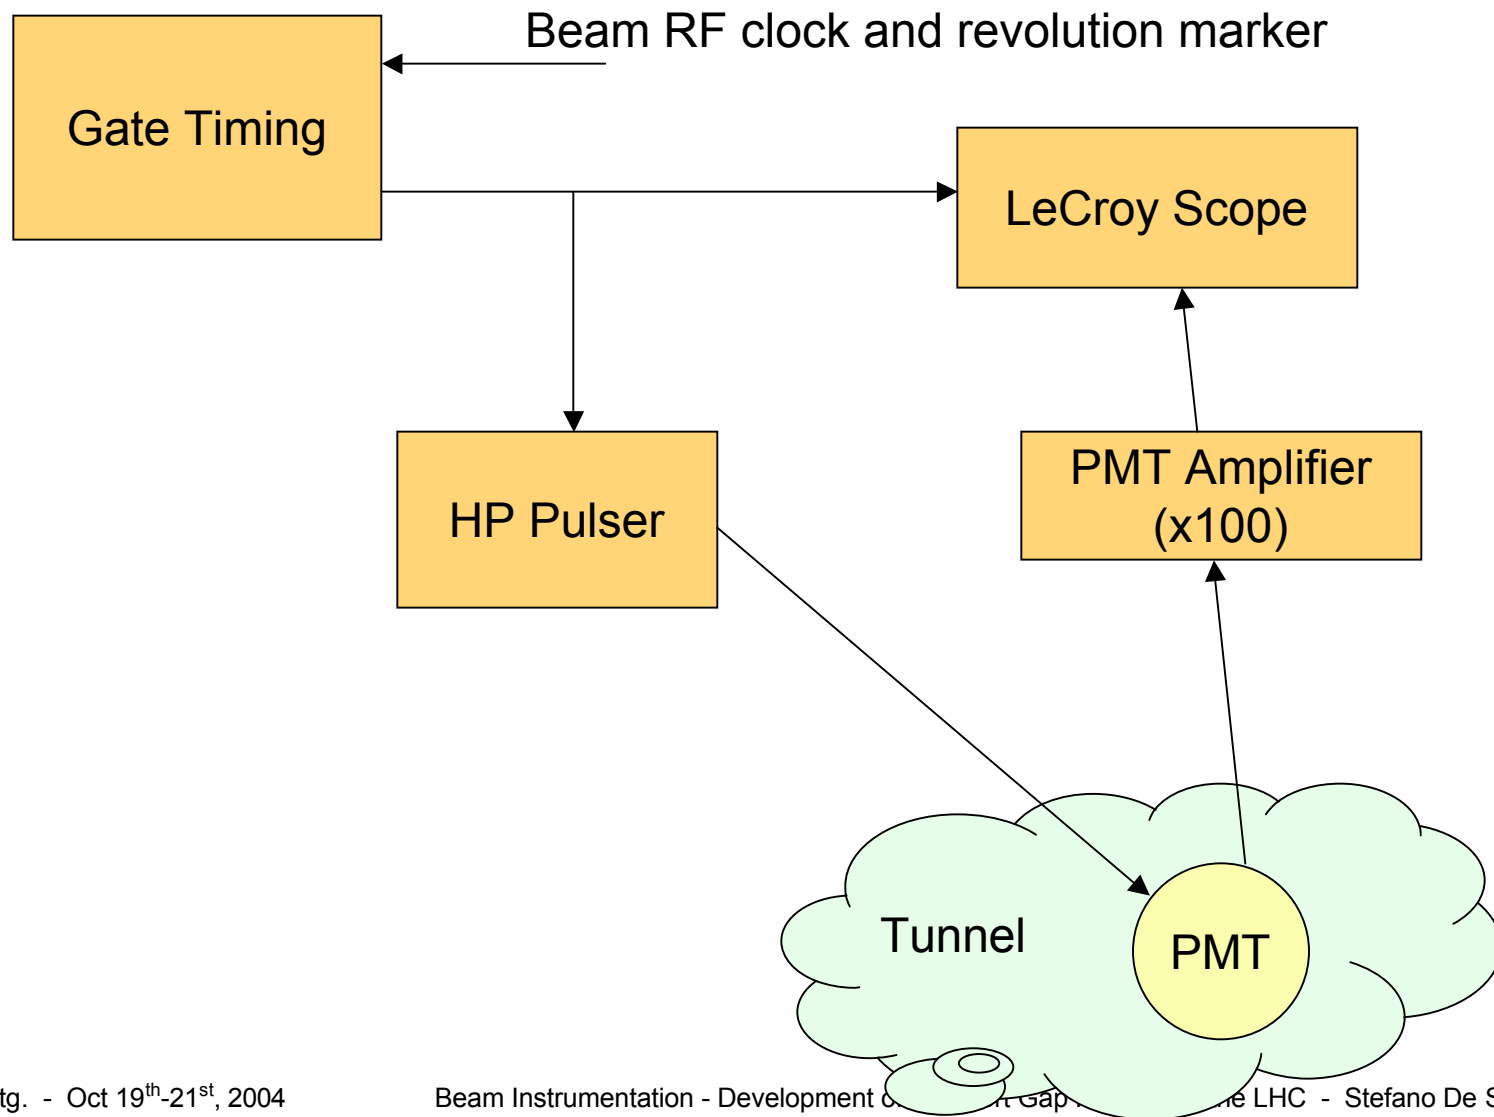 Beam RF clock and revolution marker
Gate Timing
LeCroy Scope
HP Pulser
PMT Amplifier
(x100)
Tunnel
PMT
tg. - Oct 19th-21st, 2004
Beam Instrumentation - Development Gap LHC - Stefano De S